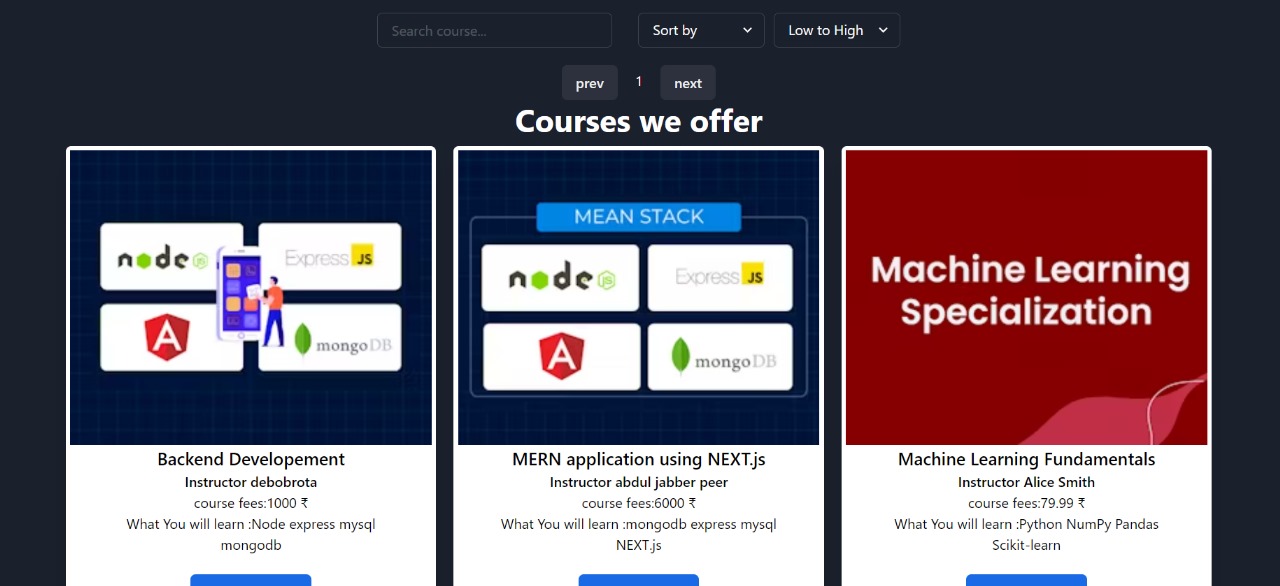 Search course...
Sort by
Low to High
prev
1
next
Courses we offer
node JS
Express JS
A
mongoDB
Backend Developement
Instructor debobrota
course fees:1000 ₹
What You will learn :Node express mysql
mongodb
MEAN STACK
node JS
Express JS
A
mongoDB
MERN application using NEXT.js
Instructor abdul jabber peer
course fees:6000 ₹
What You will learn :mongodb express mysql
NEXT.js
Machine Learning
Specialization
Machine Learning Fundamentals
Instructor Alice Smith
course fees:79.99 ₹
What You will learn :Python NumPy Pandas
Scikit-learn